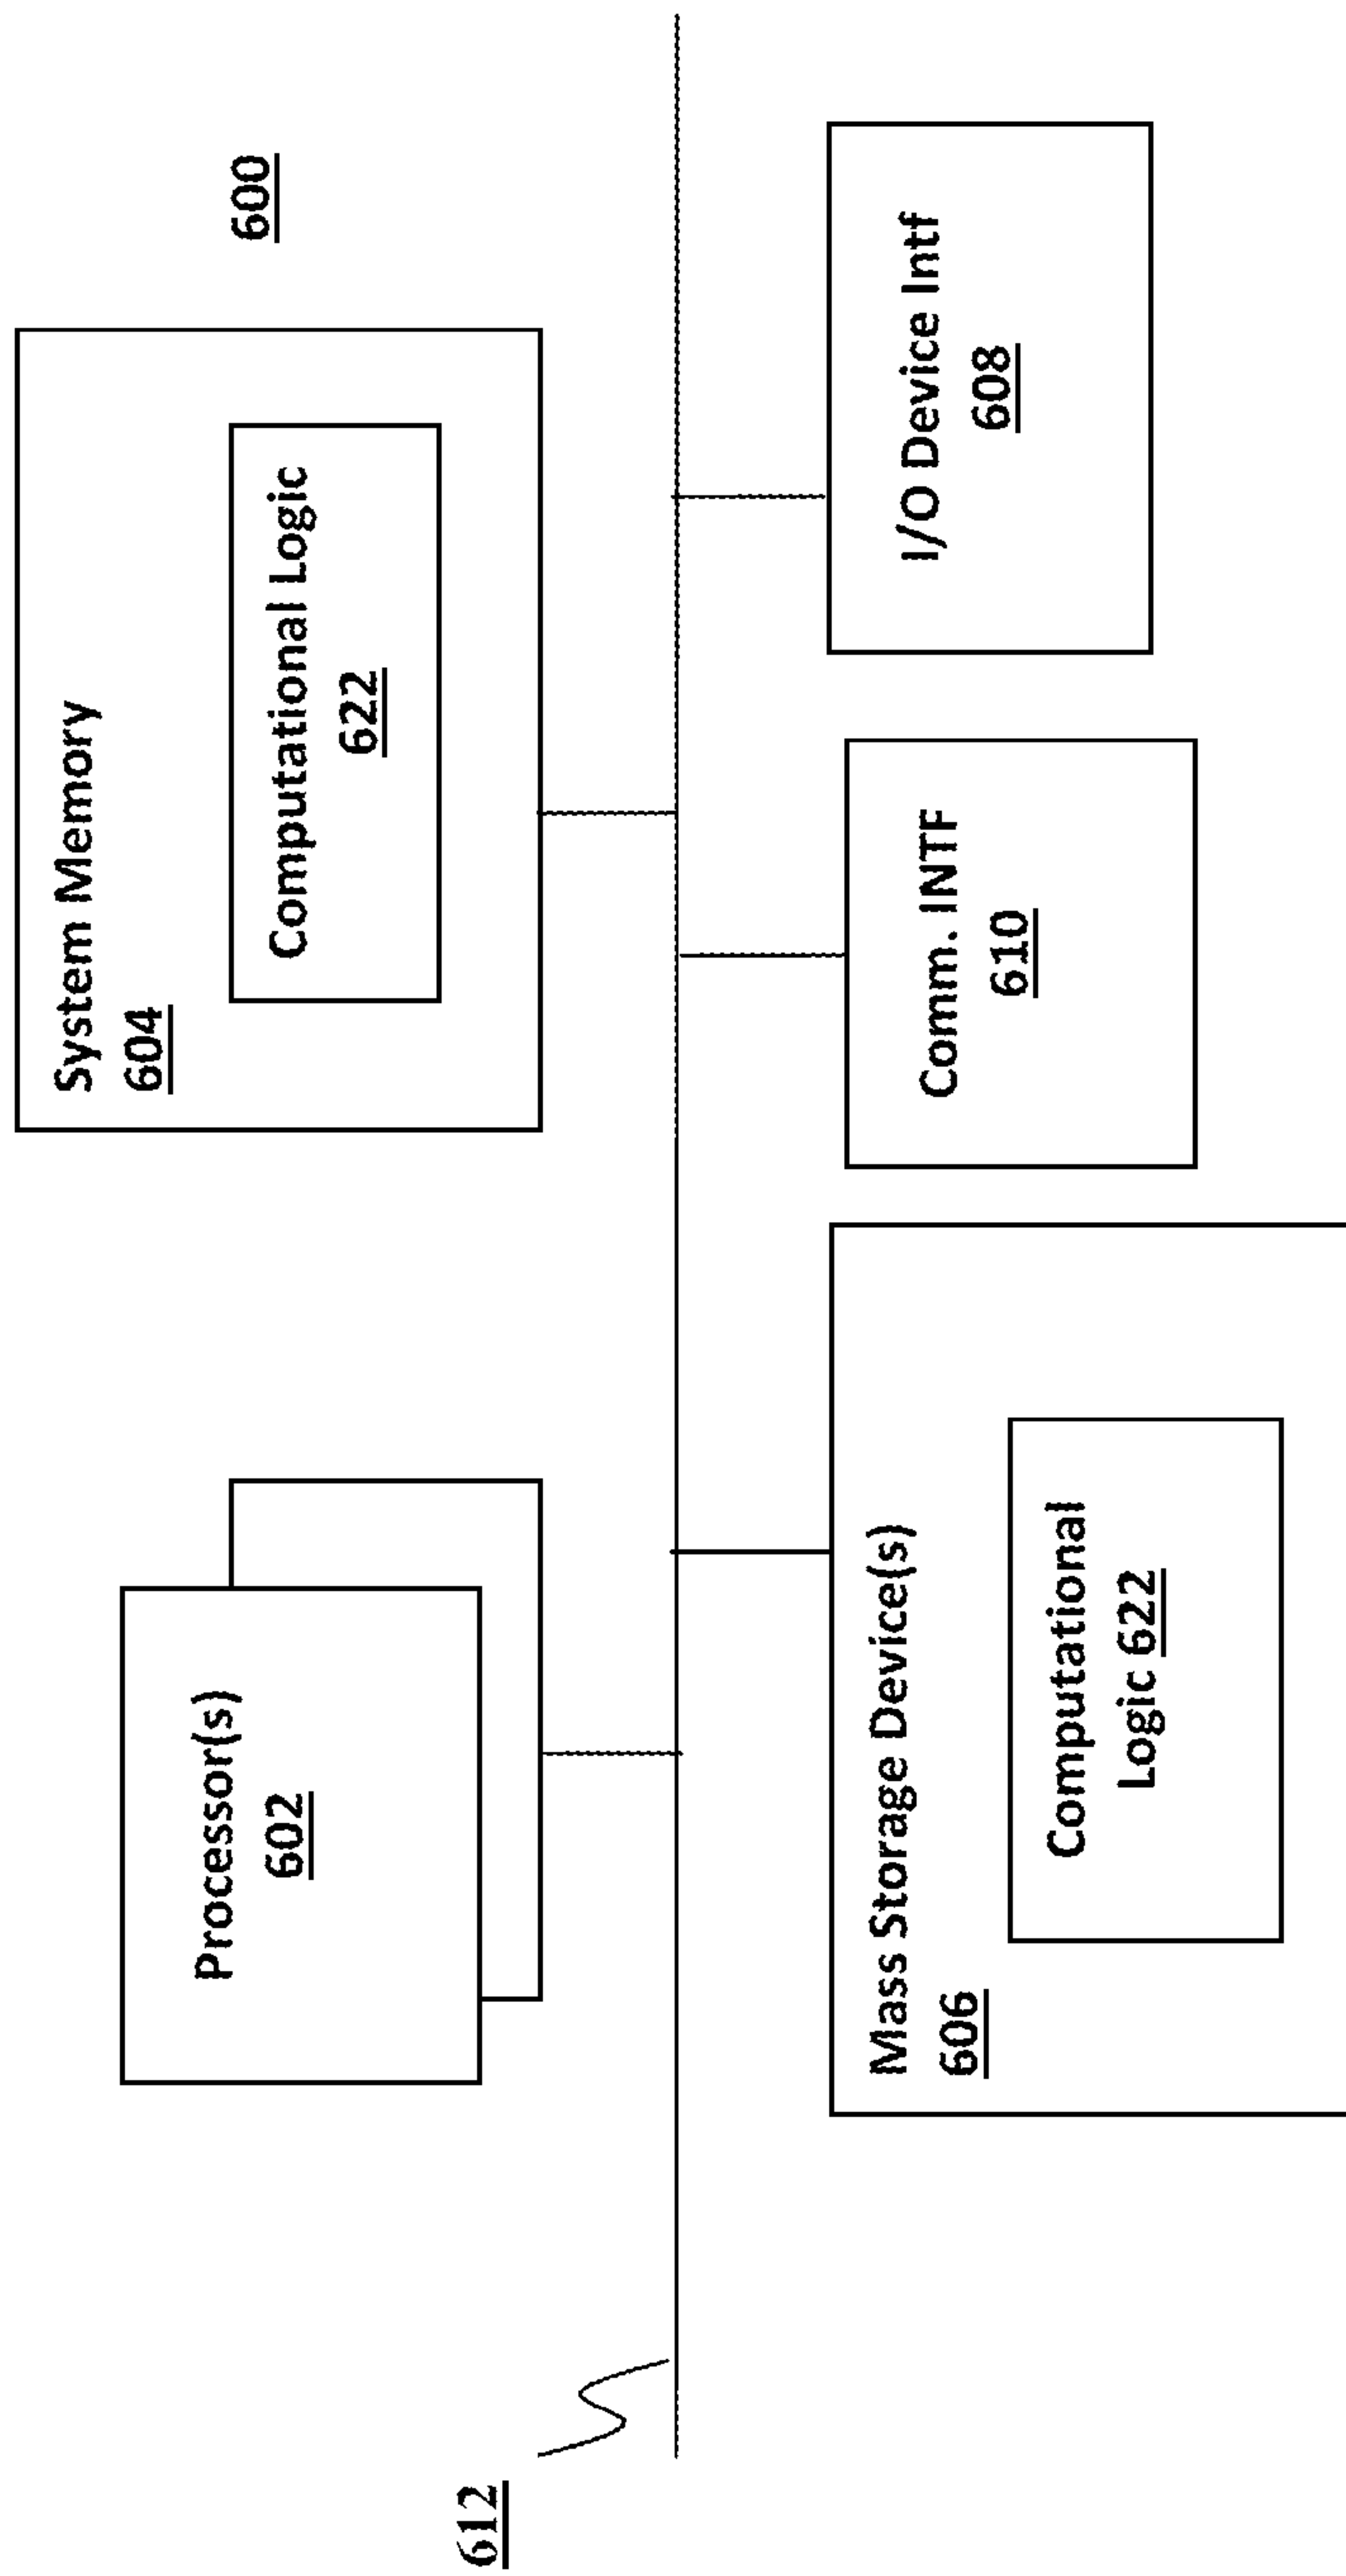 600
Processor(s)
602
System Memory
604
Computational Logic
622
612
Mass Storage Device(s)
606
Computational
Logic 622
Comm. INTF
610
I/O Device Intf
608